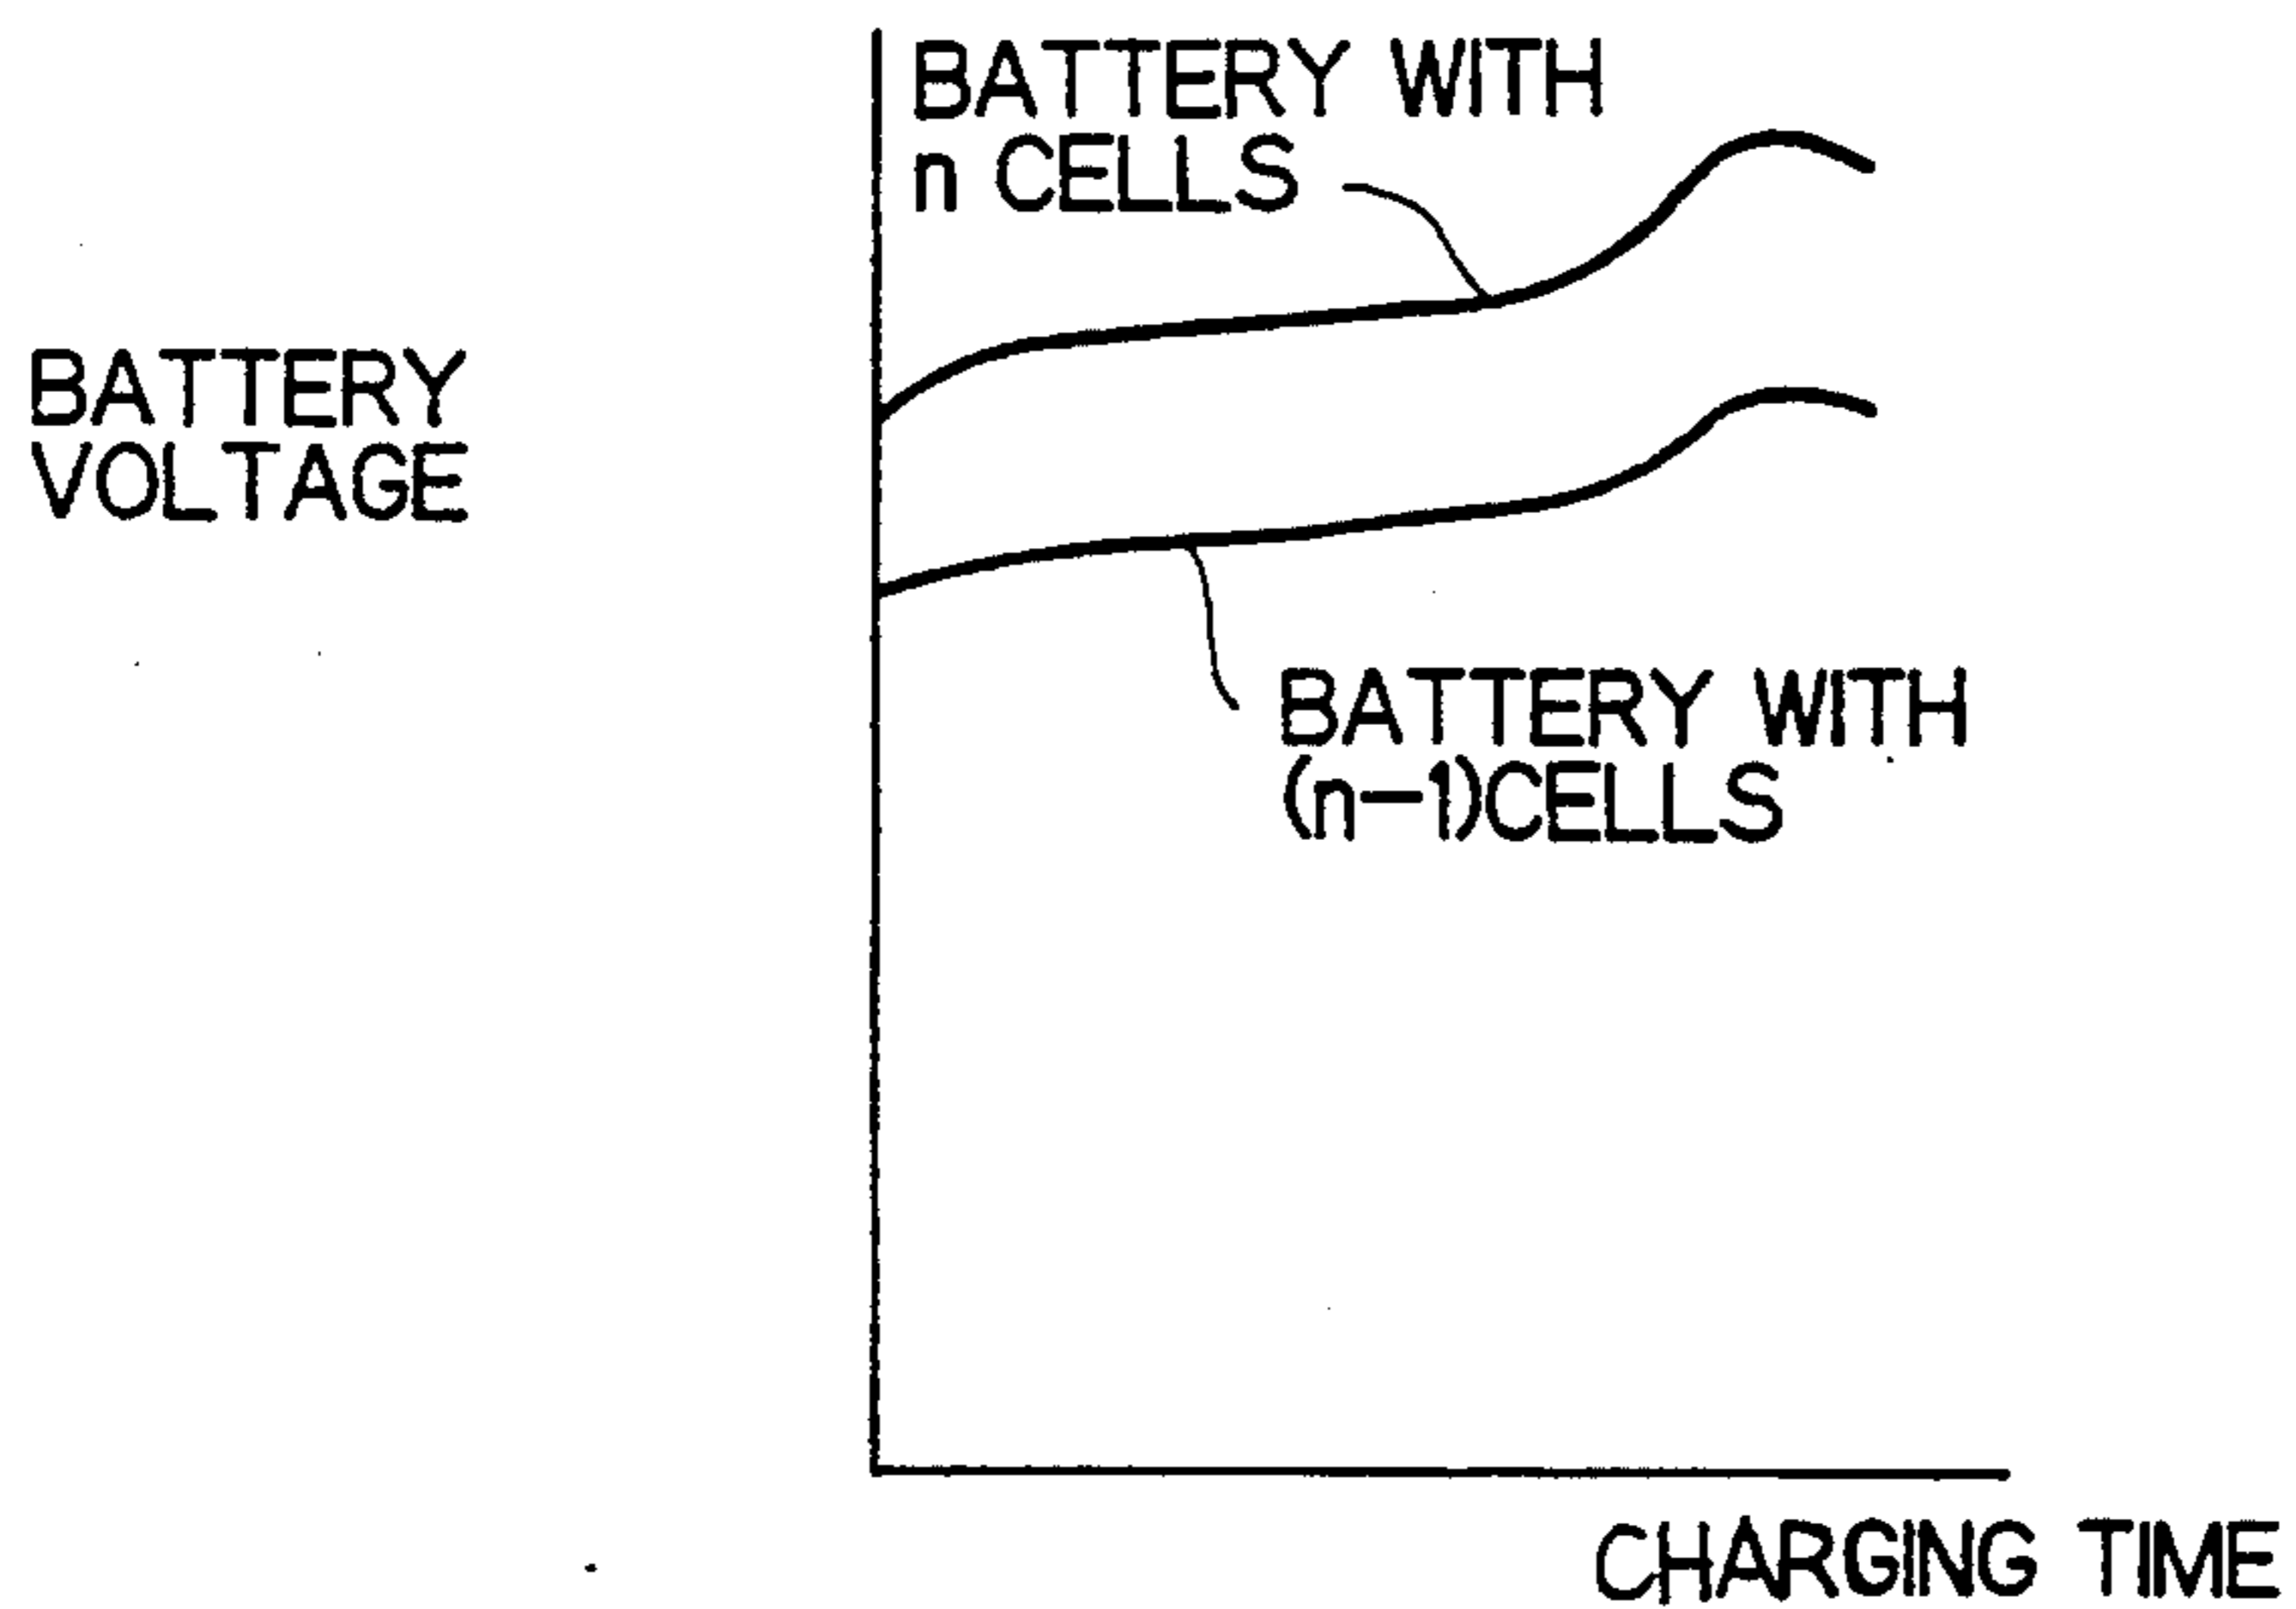 BATTERY WITH
n CELLS
BATTERY
VOLTAGE
BATTERY WITH
(n-1)CELLS
CHARGING TIME